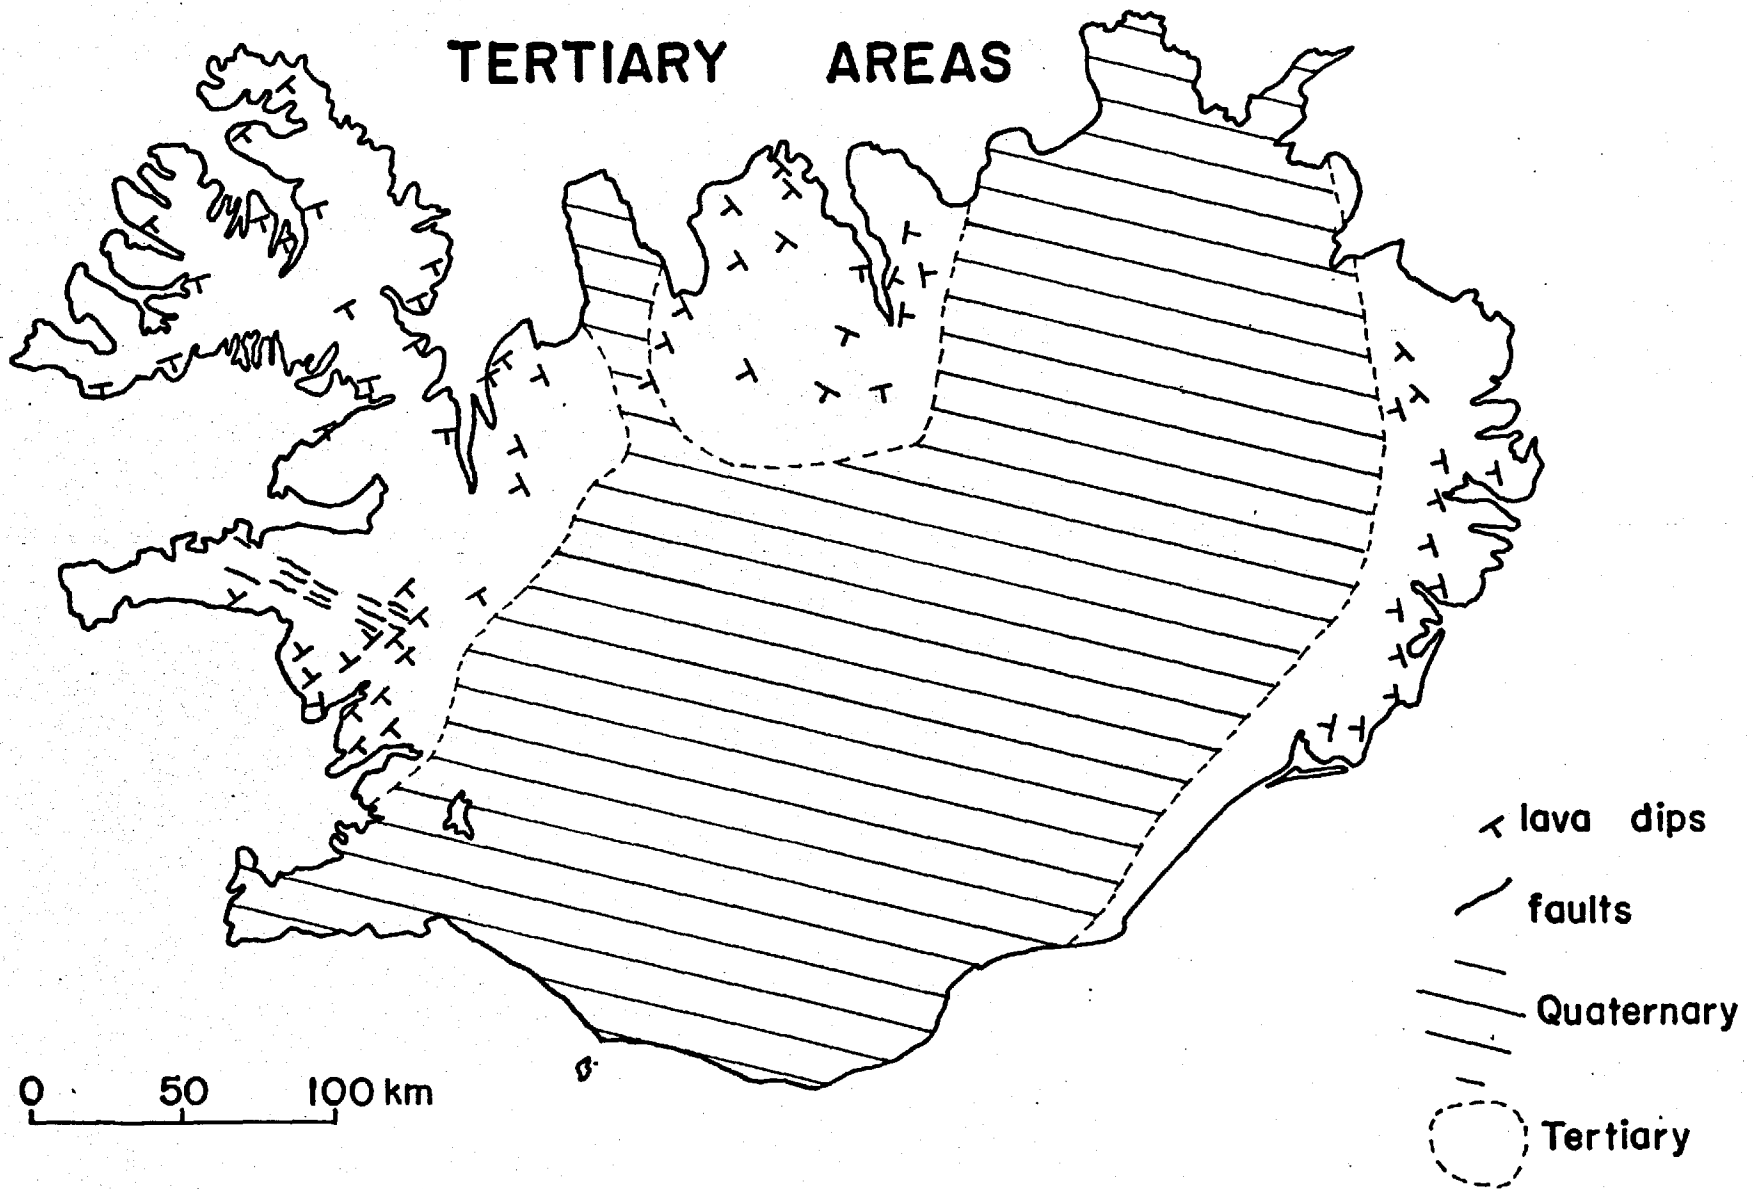 TERTIARY AREAS
lava dips
faults
Quaternary
0 50 100 km
Tertiary